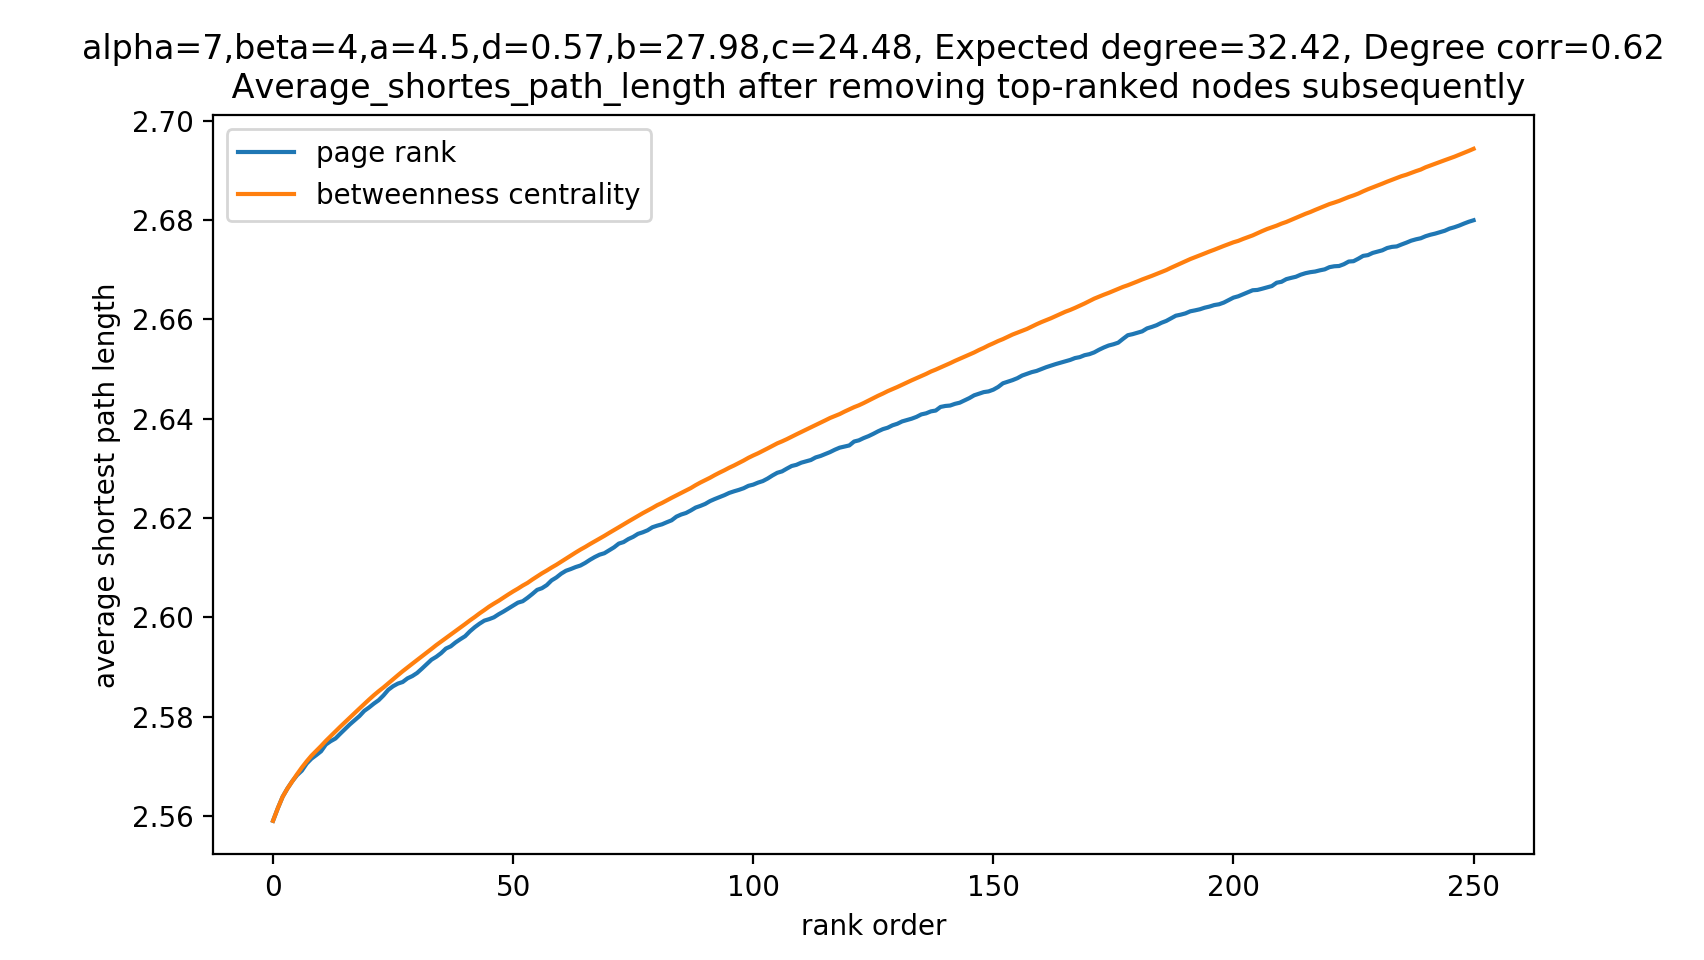 alpha=7,beta=4,a=4.5,d=0.57,b=27.98,c=24.48, Expected degree=32.42, Degree corr=0.62
Average_shortes_path_length after removing top-ranked nodes subsequently
page rank
betweenness centrality
average shortest path length
2.70
2.68
2.66
2.64
2.62
2.60
2.58
2.56
0 50 100 150 200 250
rank order